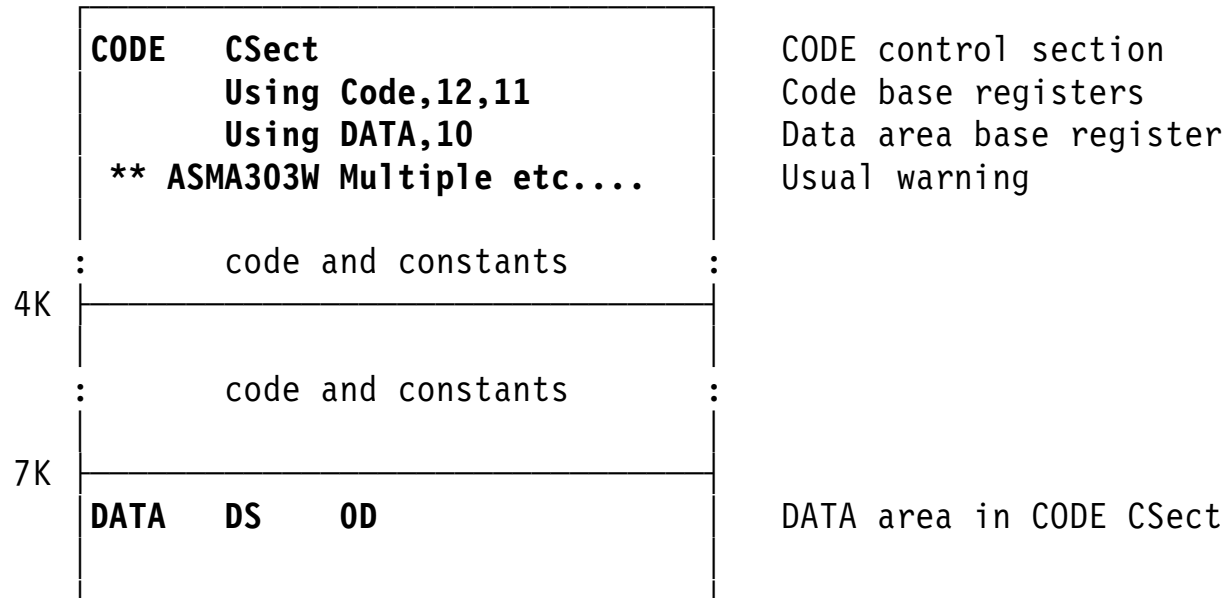 CODE CSect CODE control section
Using Code,12,11 Code base registers
Using DATA,10 Data area base register
** ASMA303W Multiple etc.... Usual warning
: code and constants :
4K
: code and constants :
7K
DATA DS 0D DATA area in CODE CSect